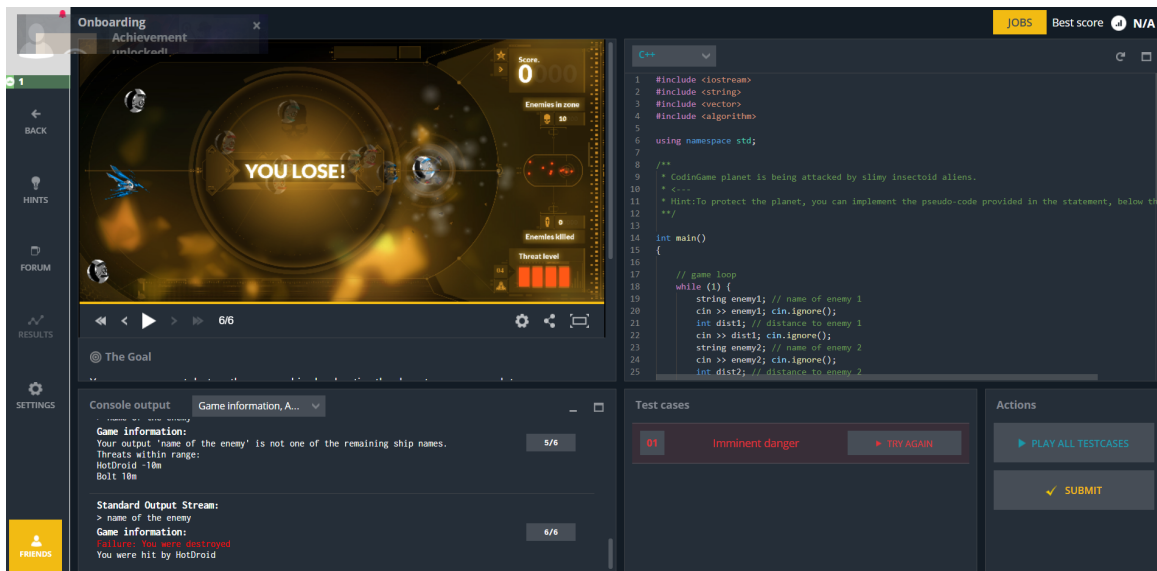 Onboarding
Achievement
unlocked!
×
JOBS
Best score
N/A
1
BACK
HINTS
FORUM
RESULTS
SETTINGS
FRIENDS
Score.
0000
Enemies in zone
10
YOU LOSE!
0
Enemies killed
Threat level
04
6/6
The Goal
C++
1 #include <iostream>
2 #include <string>
3 #include <vector>
4 #include <algorithm>
5
6 using namespace std;
7
8 /**
9 * CodinGame planet is being attacked by slimy insectoid aliens.
10 * <---
11 * Hint:To protect the planet, you can implement the pseudo-code provided in the statement, below th
12 **/
13
14 int main()
15 {
16
17 // game loop
18 while (1) {
19 string enemy1; // name of enemy 1
20 cin >> enemy1; cin.ignore();
21 int dist1; // distance to enemy 1
22 cin >> dist1; cin.ignore();
23 string enemy2; // name of enemy 2
24 cin >> enemy2; cin.ignore();
25 int dist2; // distance to enemy 2
Console output
Game information, A...
> name of the enemy
Game information:
Your output 'name of the enemy' is not one of the remaining ship names.
Threats within range:
HotDroid -10m
Bolt 10m
5/6
Standard Output Stream:
> name of the enemy
Game information:
Failure: You were destroyed
You were hit by HotDroid
6/6
Test cases
01
Imminent danger
TRY AGAIN
Actions
PLAY ALL TESTCASES
SUBMIT